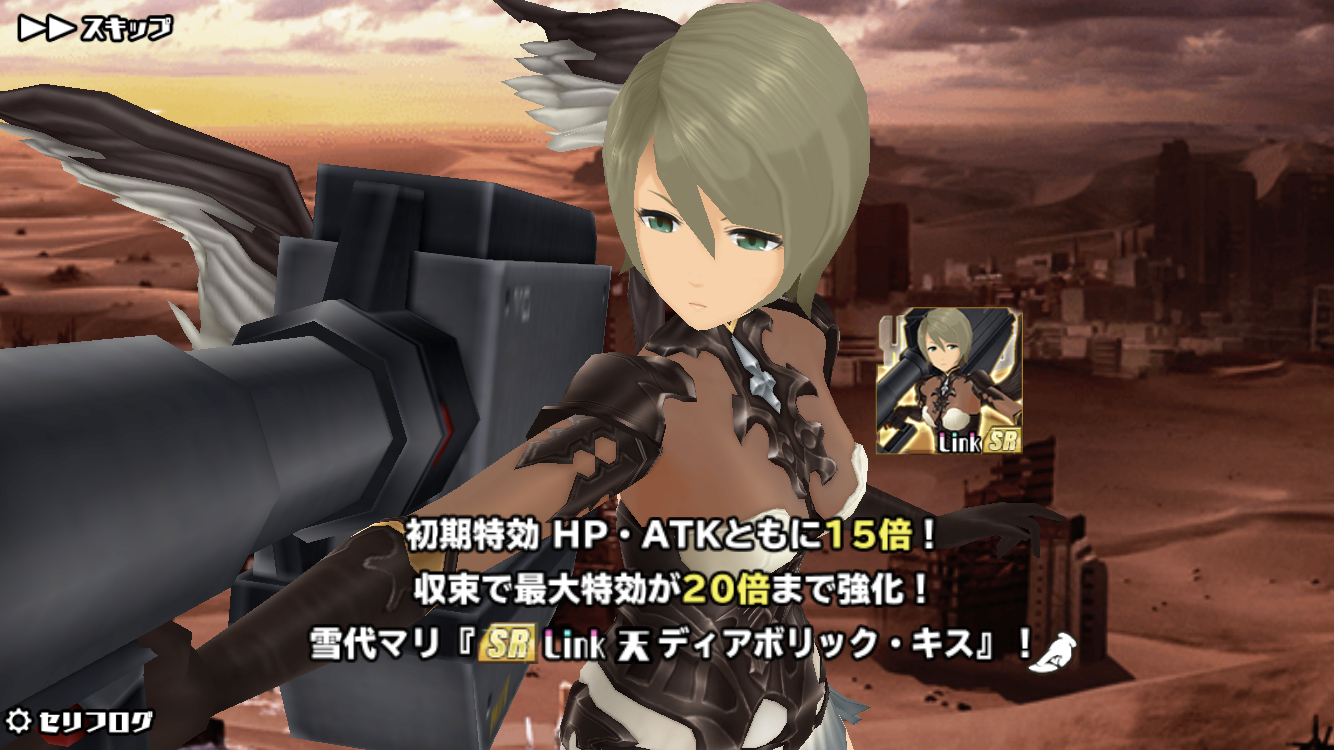 スキップ
Link SR
初期特効 HP・ATKともに15倍！
収束で最大特効が20倍まで強化！
雪代マリ『SR Link 天 ディアボリック・キス』！
セリフログ